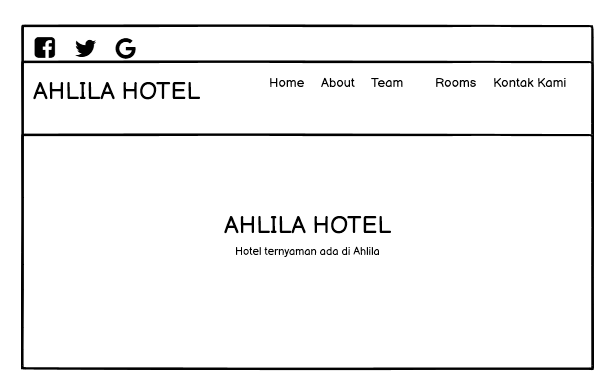 AHLILA HOTEL
Home About Team Rooms Kontak Kami
AHLILA HOTEL
Hotel ternyaman ada di Ahlila